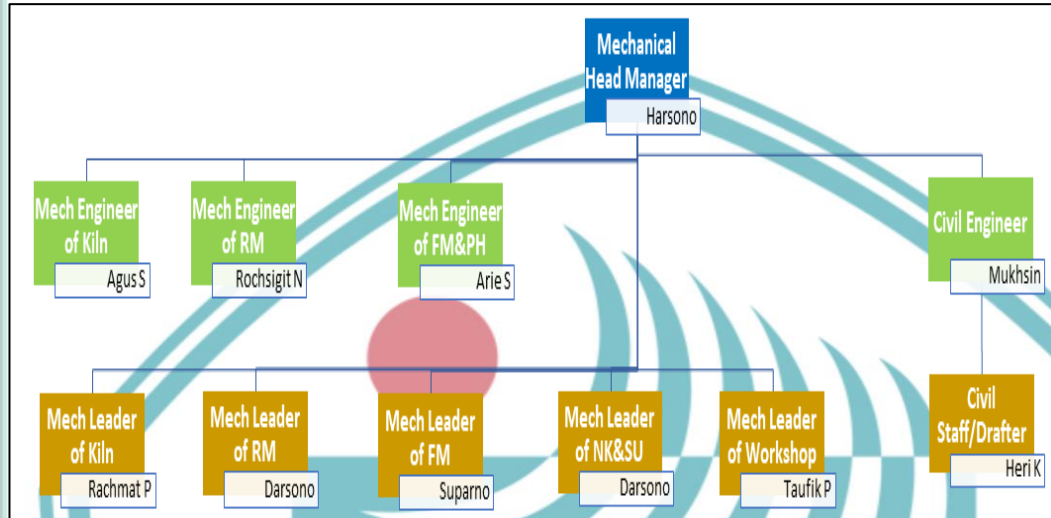 Mechanical
Head Manager
Harsono
Mech Engineer
of Kiln
Agus S
Mech Engineer
of RM
Rochsigit N
Mech Engineer
of FM&PH
Arie S
Civil Engineer
Mukhsin
Mech Leader
of Kiln
Rachmat P
Mech Leader
of RM
Darsono
Mech Leader
of FM
Suparno
Mech Leader
of NK&SU
Darsono
Mech Leader
of Workshop
Taufik P
Civil
Staff/Drafter
Heri K